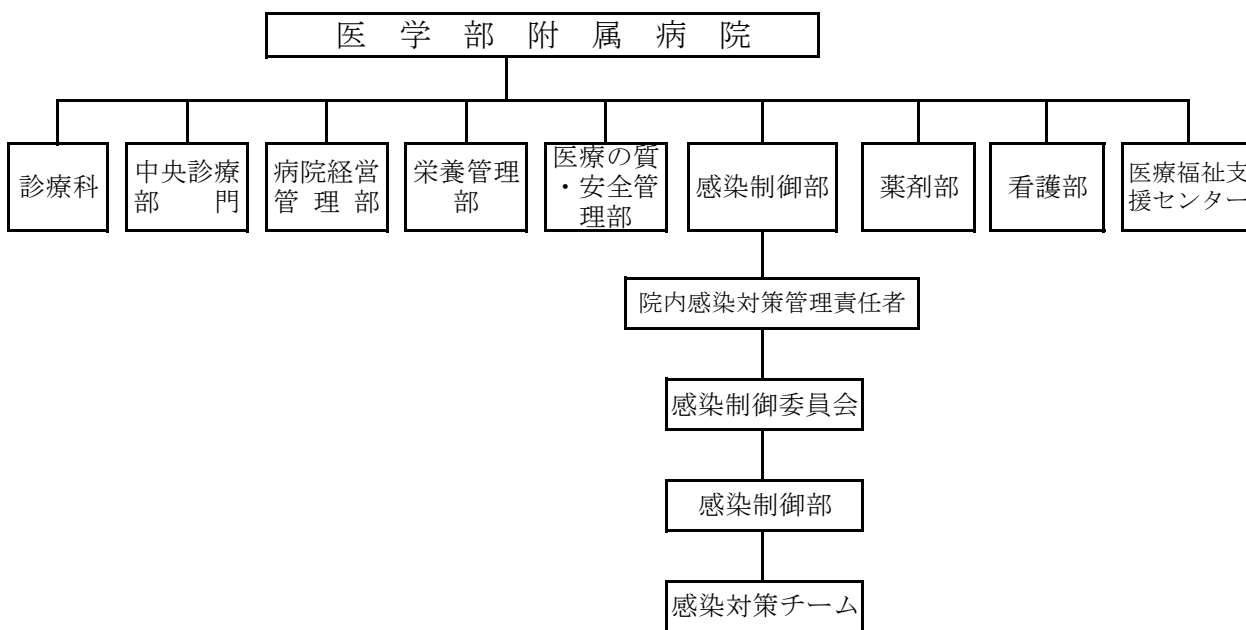 医学部附属病院
診療科
中央診療
部門
病院経営
管理部
栄養管理
部
医療の質
・安全管
理部
感染制御部
薬剤部
看護部
医療福祉支
援センター
院内感染対策管理責任者
感染制御委員会
感染制御部
感染対策チーム